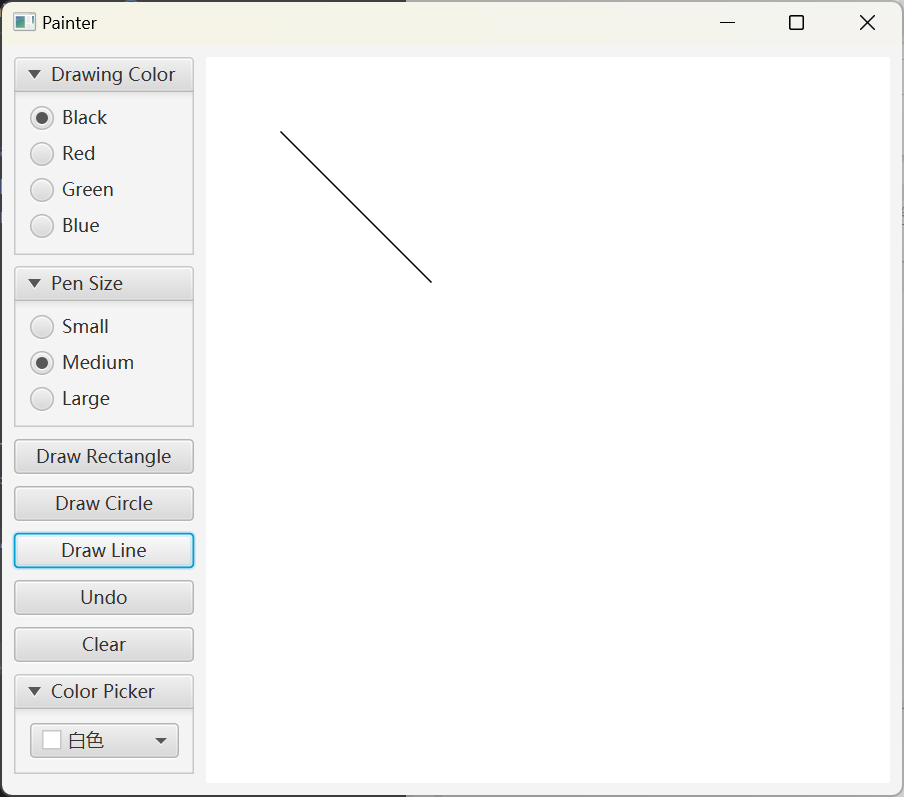 Painter
Drawing Color
Black
Red
Green
Blue
Pen Size
Small
Medium
Large
Draw Rectangle
Draw Circle
Draw Line
Undo
Clear
Color Picker
白色